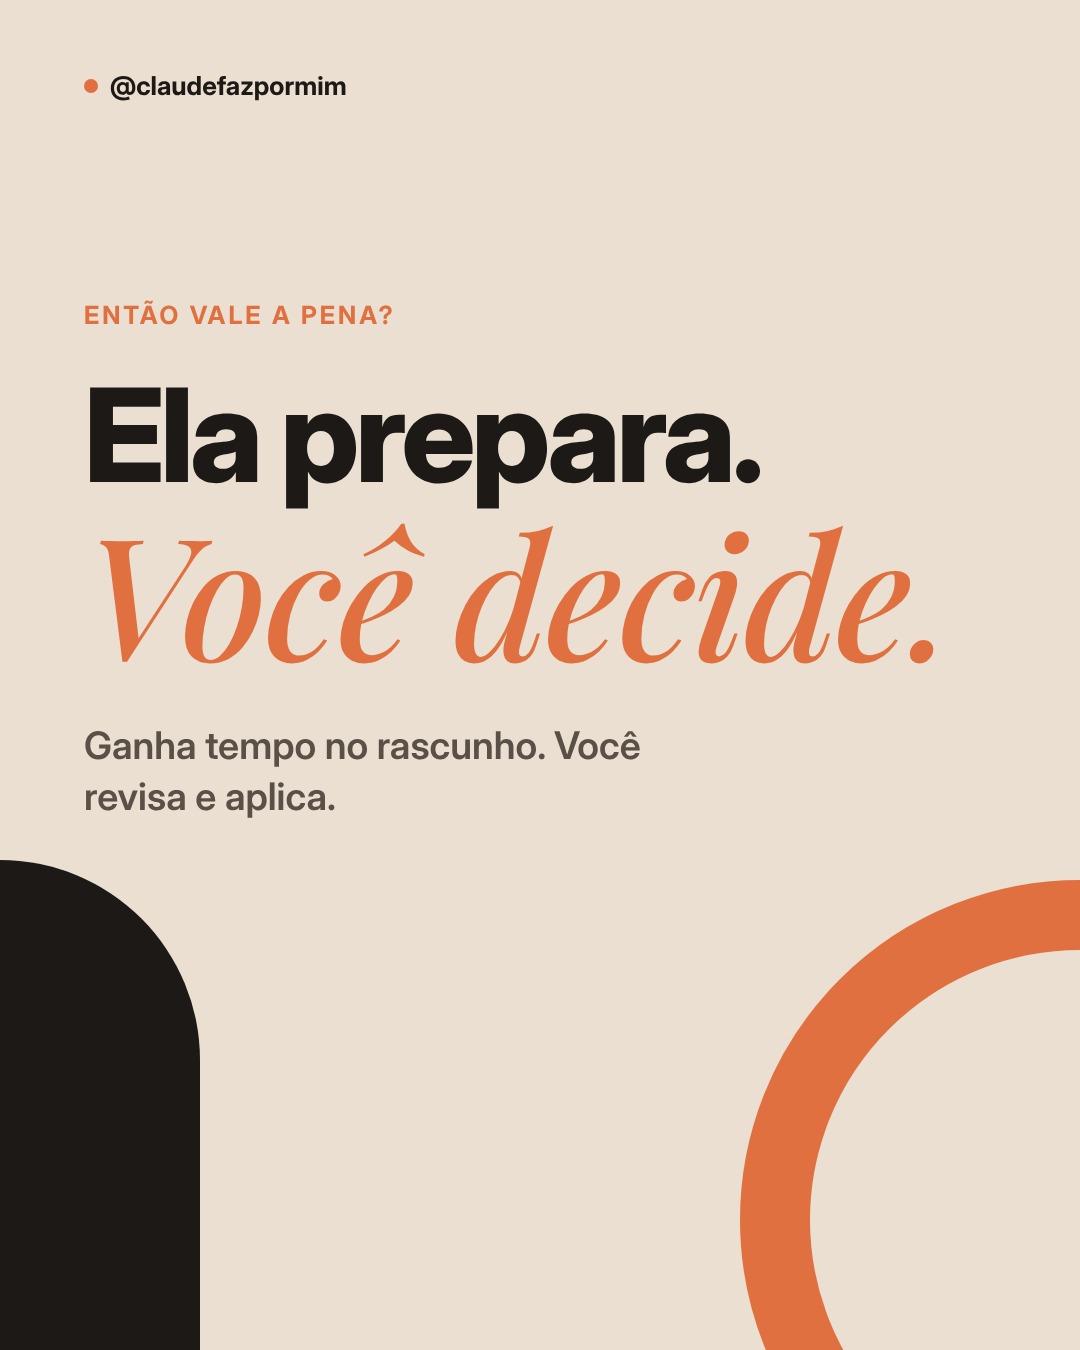 @claudefazpormim
ENTÃO VALE A PENA?
Ela prepara.
Você decide.
Ganha tempo no rascunho. Você
revisa e aplica.